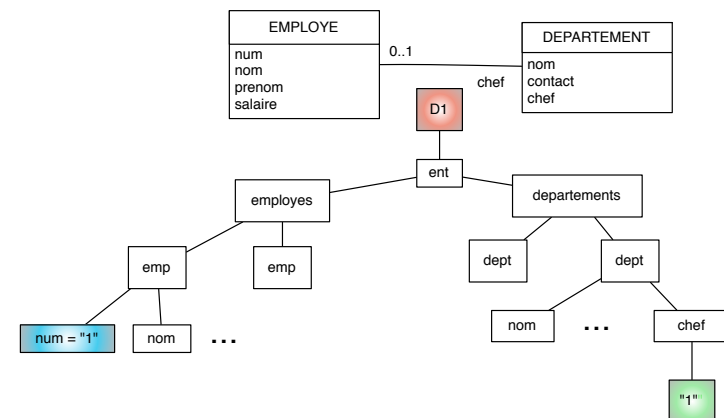 EMPLOYE
num
nom
prenom
salaire
0..1
chef
DEPARTEMENT
nom
contact
chef
D1
ent
employes
departements
emp
emp
dept
dept
num = "1"
nom
...
nom
...
chef
"1"